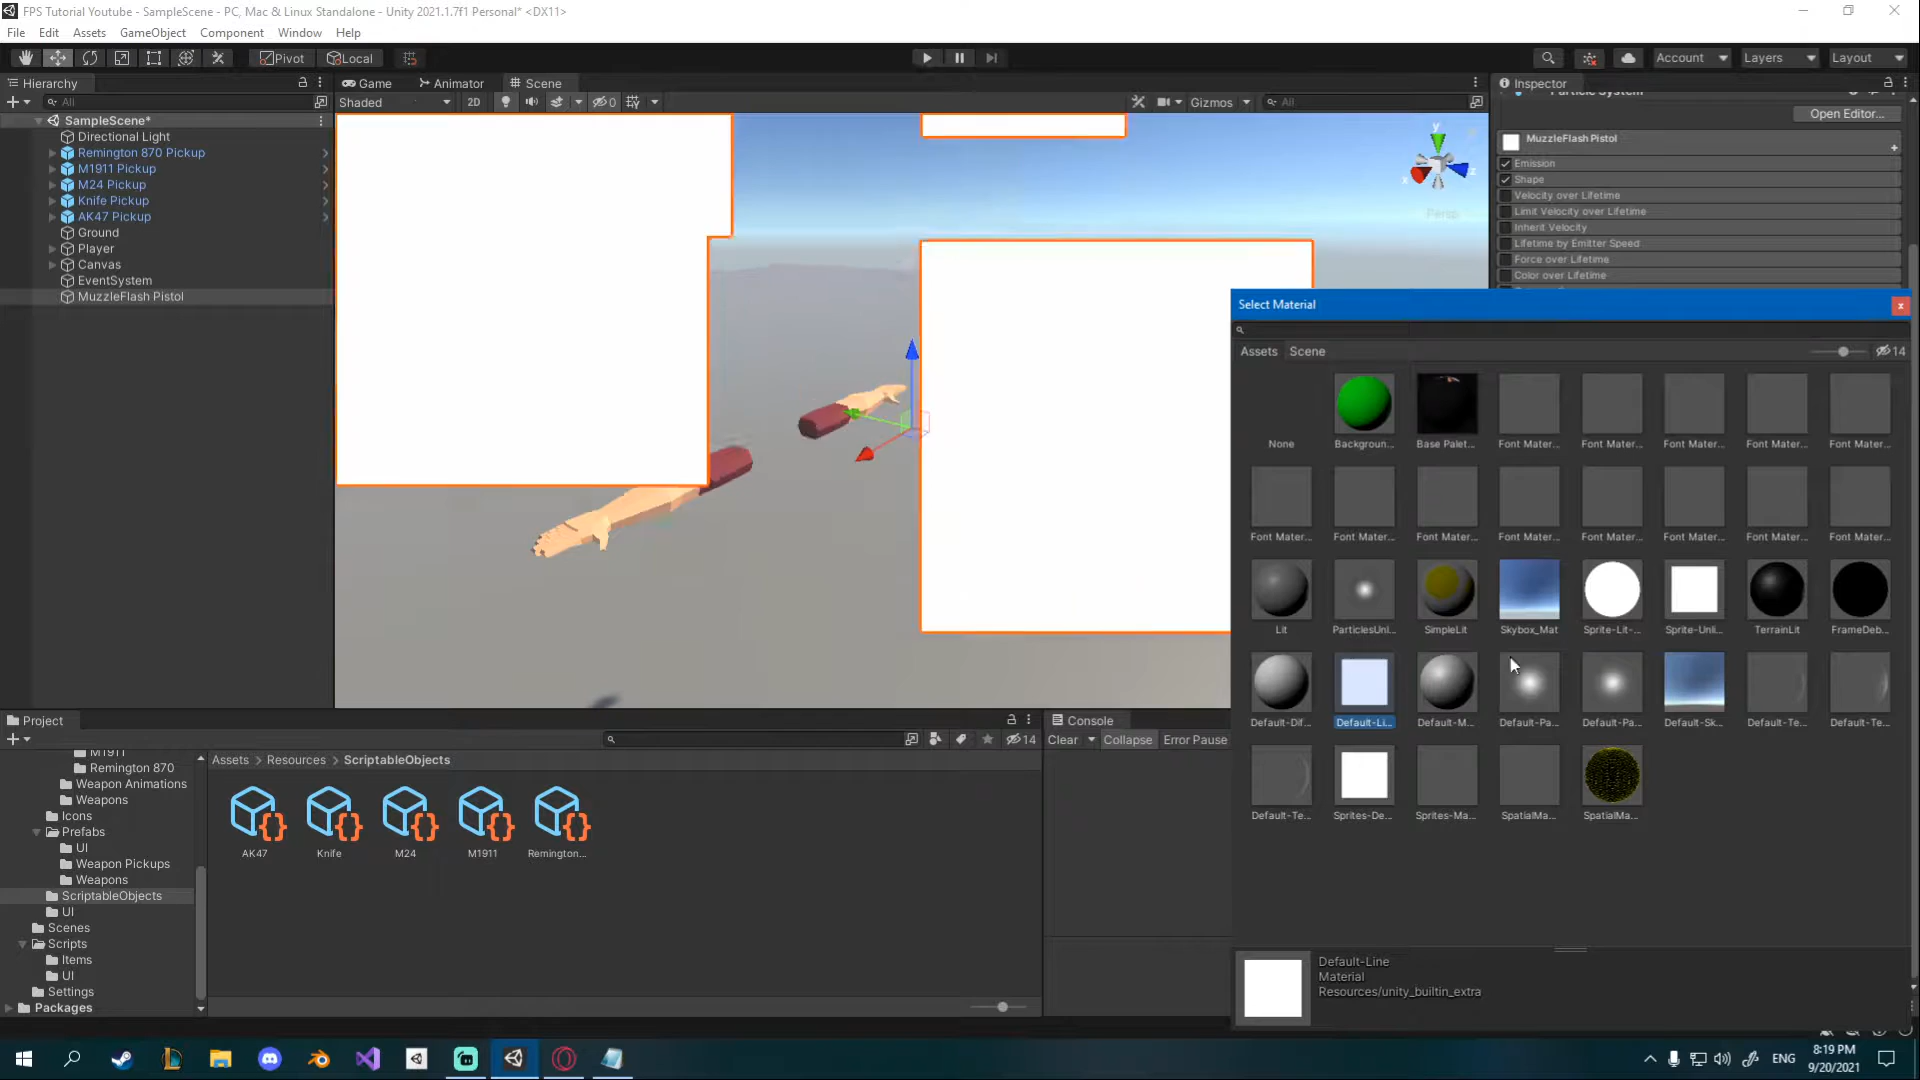 FPS Tutorial Youtube - SampleScene - PC, Mac & Linux Standalone - Unity 2021.1.7f1 Personal* <DX11>
File Edit Assets GameObject Component Window Help
Pivot Local Account Layers Layout
Hierarchy Game Animator Scene Inspector
All Shaded 2D 0 Gizmos All
Particle System
Open Editor...
SampleScene*
Directional Light
Remington 870 Pickup
M1911 Pickup
M24 Pickup
Knife Pickup
AK47 Pickup
Ground
Player
Canvas
EventSystem
MuzzleFlash Pistol
y
x
z
Persp
MuzzleFlash Pistol
Emission
Shape
Velocity over Lifetime
Limit Velocity over Lifetime
Inherit Velocity
Lifetime by Emitter Speed
Force over Lifetime
Color over Lifetime
Select Material
Assets Scene 14
None Backgroun... Base Palet... Font Mater... Font Mater... Font Mater... Font Mater... Font Mater...
Font Mater... Font Mater... Font Mater... Font Mater... Font Mater... Font Mater... Font Mater... Font Mater...
Lit ParticlesUnl... SimpleLit Skybox_Mat Sprite-Lit-... Sprite-Unli... TerrainLit FrameDeb...
Default-Dif... Default-Li... Default-M... Default-Pa... Default-Pa... Default-Sk... Default-Te... Default-Te...
Default-Te... Sprites-De... Sprites-Ma... SpatialMa... SpatialMa...
Default-Line
Material
Resources/unity_builtin_extra
Project
14
M1911
Remington 870
Weapon Animations
Weapons
Icons
Prefabs
UI
Weapon Pickups
Weapons
ScriptableObjects
UI
Scenes
Scripts
Items
UI
Settings
Packages
Assets > Resources > ScriptableObjects
AK47 Knife M24 M1911 Remington...
Console
Clear Collapse Error Pause
ENG
8:19 PM
9/20/2021